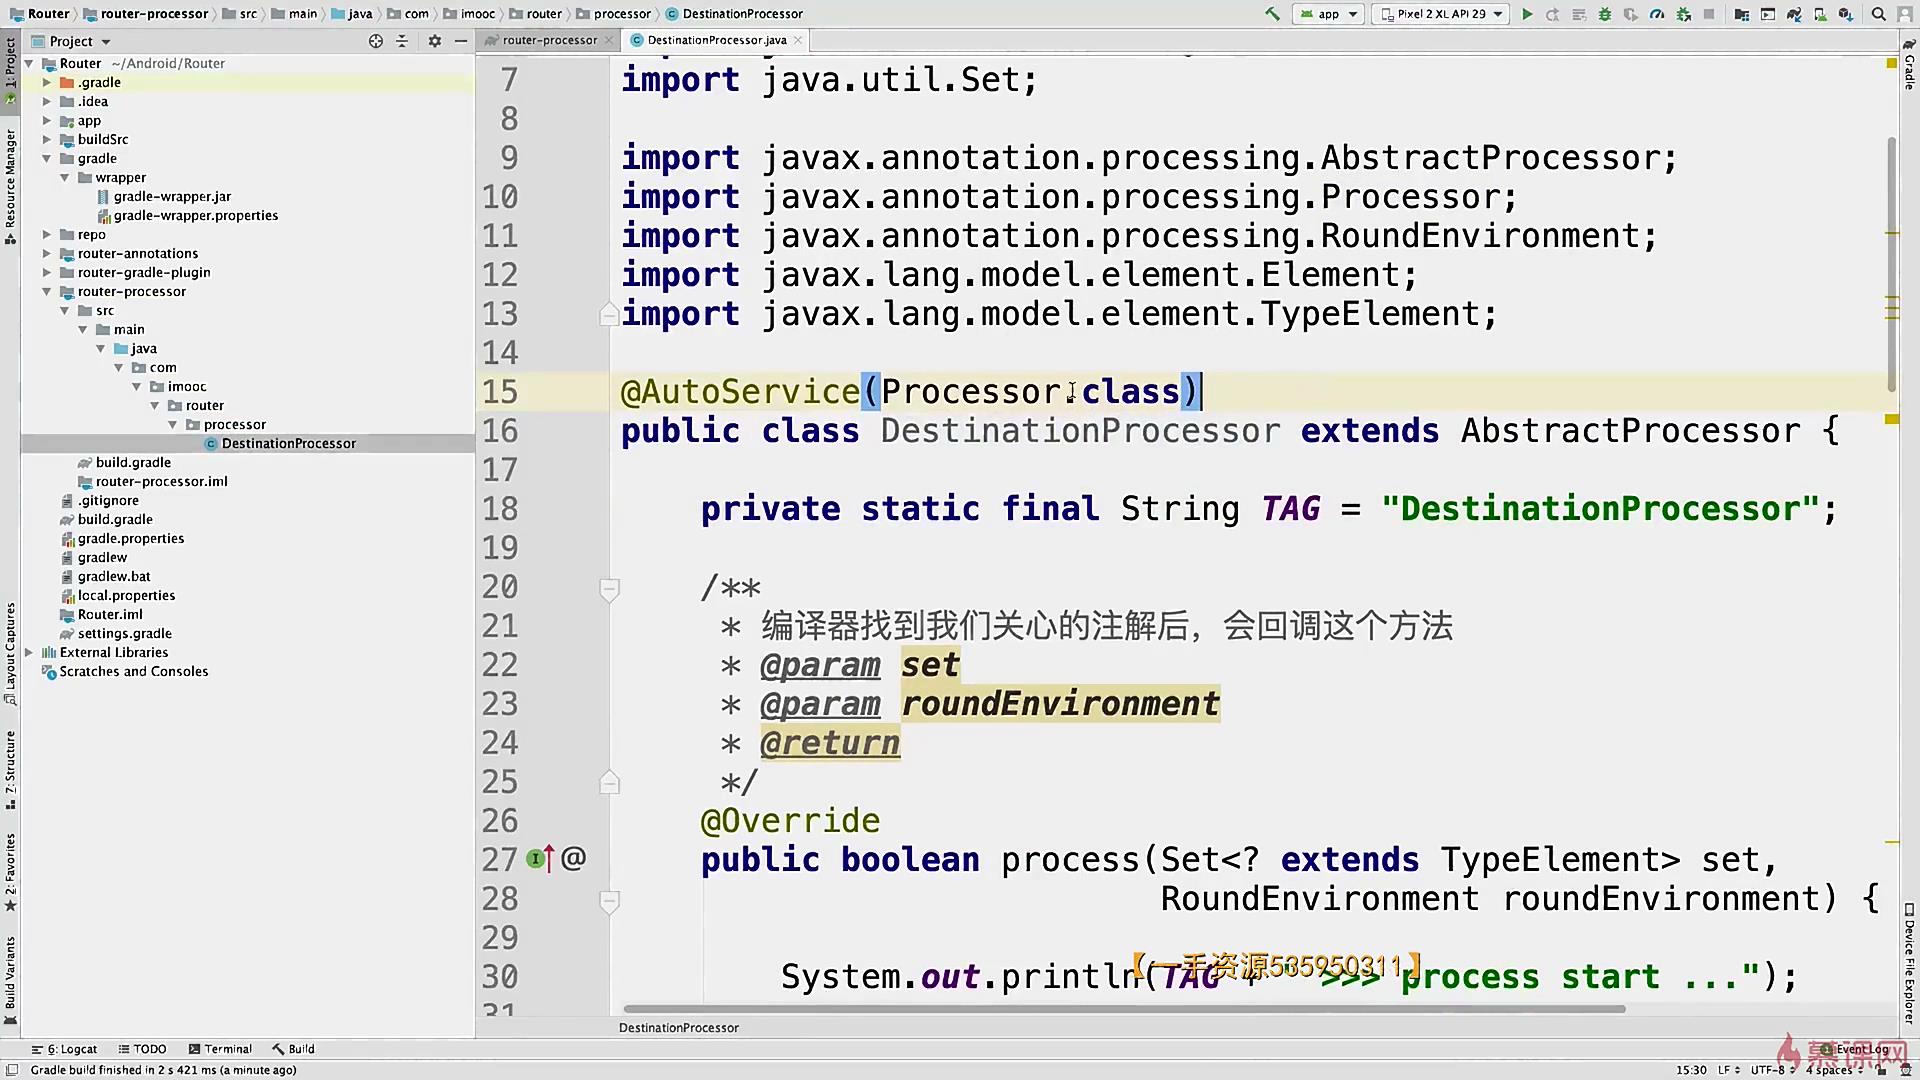 Router router-processor src main java com imooc router processor DestinationProcessor
app Pixel 2 XL API 29
Project
router-processor DestinationProcessor.java
1: Project
Resource Manager
Layout Captures
7: Structure
2: Favorites
Build Variants
Router ~/Android/Router
.gradle
.idea
app
buildSrc
gradle
wrapper
gradle-wrapper.jar
gradle-wrapper.properties
repo
router-annotations
router-gradle-plugin
router-processor
src
main
java
com
imooc
router
processor
DestinationProcessor
build.gradle
router-processor.iml
.gitignore
build.gradle
gradle.properties
gradlew
gradlew.bat
local.properties
Router.iml
settings.gradle
External Libraries
Scratches and Consoles
7 import java.util.Set;
8
9 import javax.annotation.processing.AbstractProcessor;
10 import javax.annotation.processing.Processor;
11 import javax.annotation.processing.RoundEnvironment;
12 import javax.lang.model.element.Element;
13 import javax.lang.model.element.TypeElement;
14
15 @AutoService(Processor.class)
16 public class DestinationProcessor extends AbstractProcessor {
17
18 private static final String TAG = "DestinationProcessor";
19
20 /**
21 * 编译器找到我们关心的注解后，会回调这个方法
22 * @param set
23 * @param roundEnvironment
24 * @return
25 */
26 @Override
27 public boolean process(Set<? extends TypeElement> set,
28 RoundEnvironment roundEnvironment) {
29
30 System.out.println(TAG + " >>> process start ...");
31
【一手资源535950311】
DestinationProcessor
Gradle
Device File Explorer
6: Logcat TODO Terminal Build
Event Log
慕课网
Gradle build finished in 2 s 421 ms (a minute ago)
15:30 LF UTF-8 4 spaces